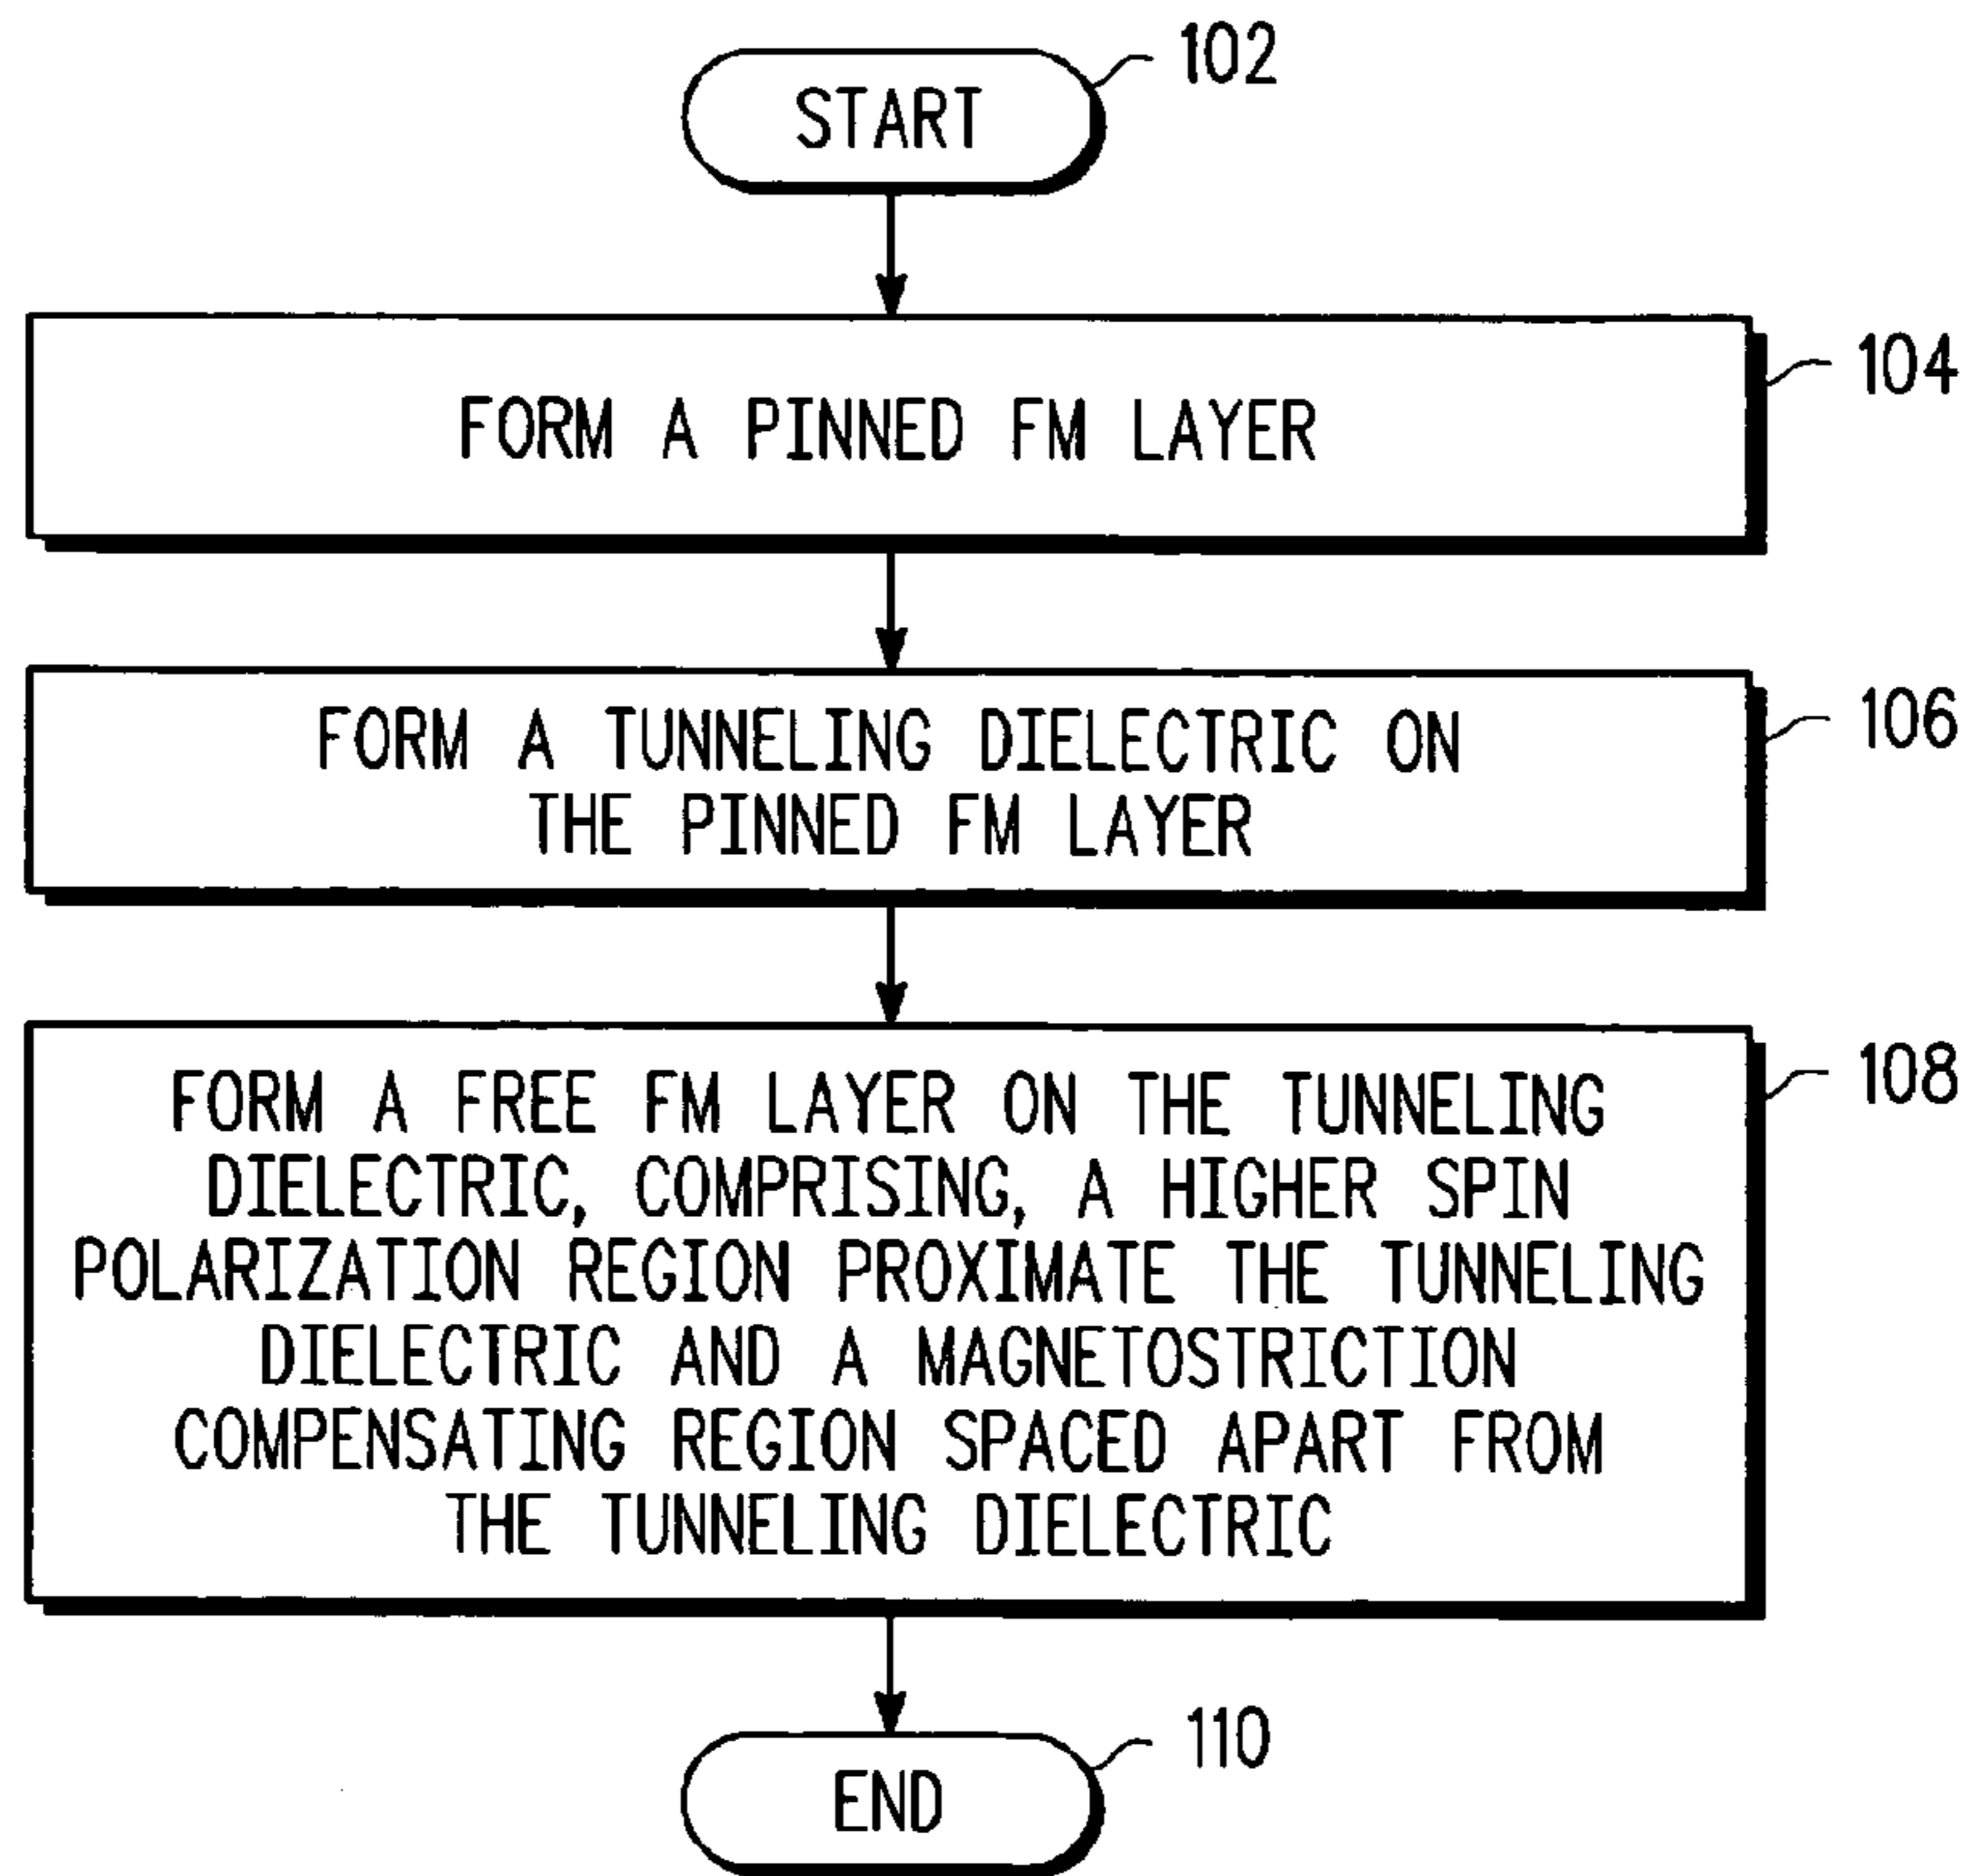 START
102
FORM A PINNED FM LAYER
104
FORM A TUNNELING DIELECTRIC ON
THE PINNED FM LAYER
106
FORM A FREE FM LAYER ON THE TUNNELING
DIELECTRIC, COMPRISING, A HIGHER SPIN
POLARIZATION REGION PROXIMATE THE TUNNELING
DIELECTRIC AND A MAGNETOSTRICTION
COMPENSATING REGION SPACED APART FROM
THE TUNNELING DIELECTRIC
108
END
110